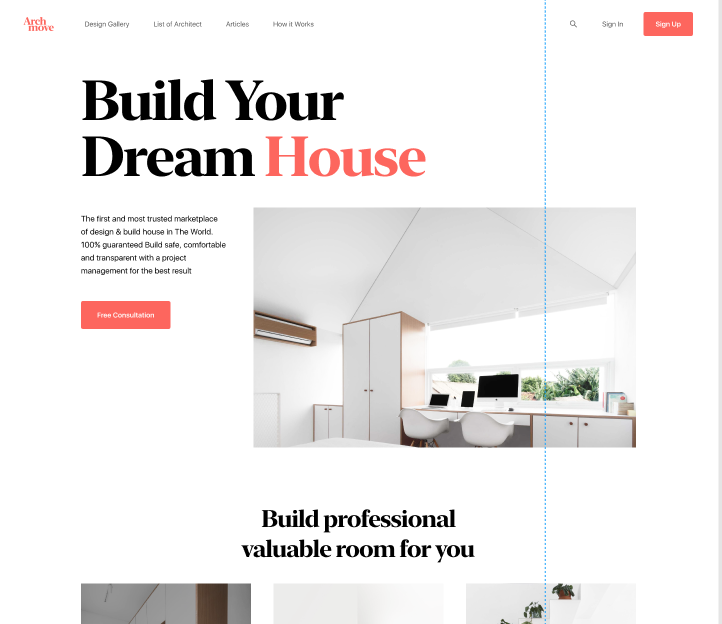 Arch
move
Design Gallery
List of Architect
Articles
How it Works
Sign In
Sign Up
Build Your
Dream House
The first and most trusted marketplace
of design & build house in The World.
100% guaranteed Build safe, comfortable
and transparent with a project
management for the best result
Free Consultation
Build professional
valuable room for you